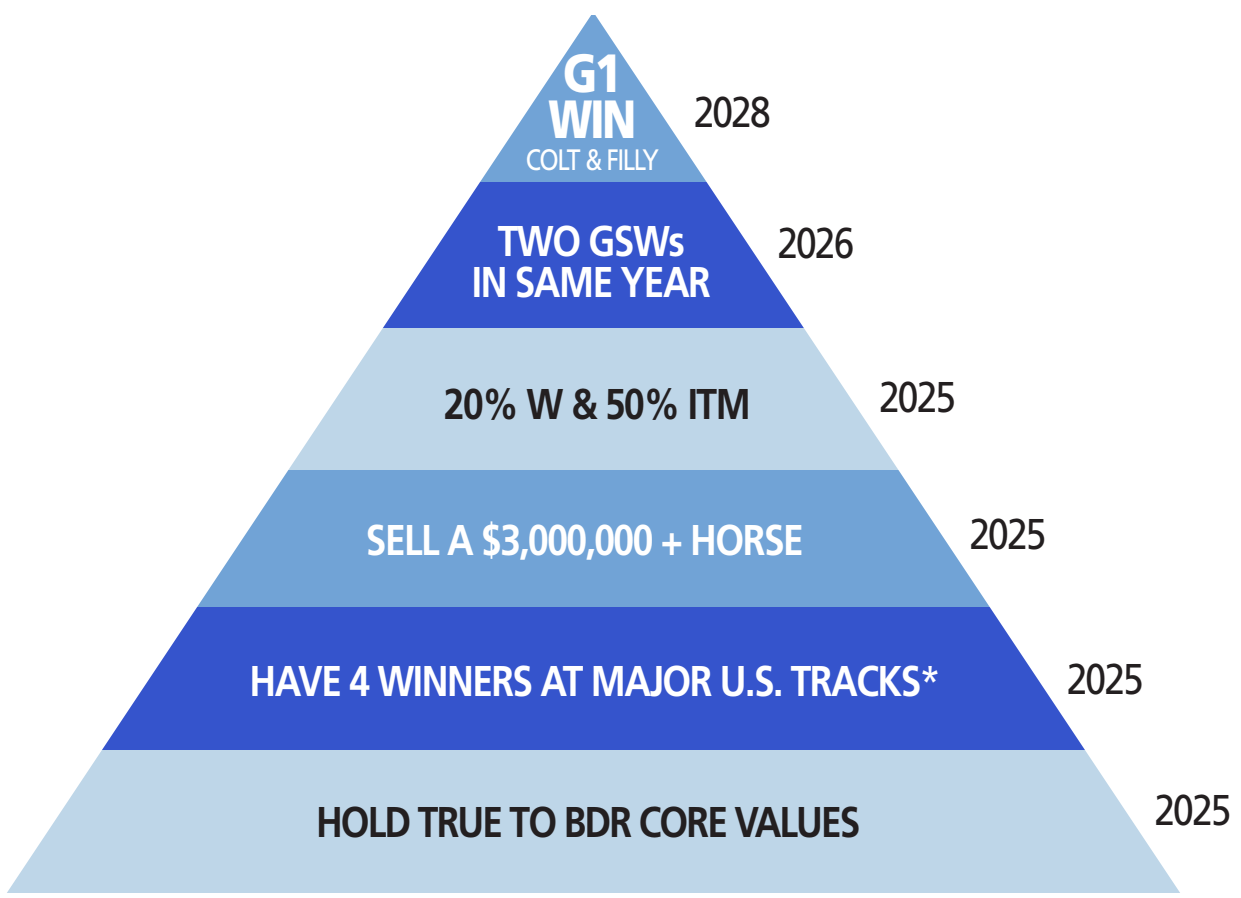 G1
WIN
COLT & FILLY
2028
TWO GSWs
IN SAME YEAR
2026
20% W & 50% ITM
2025
SELL A $3,000,000 + HORSE
2025
HAVE 4 WINNERS AT MAJOR U.S. TRACKS*
2025
HOLD TRUE TO BDR CORE VALUES
2025